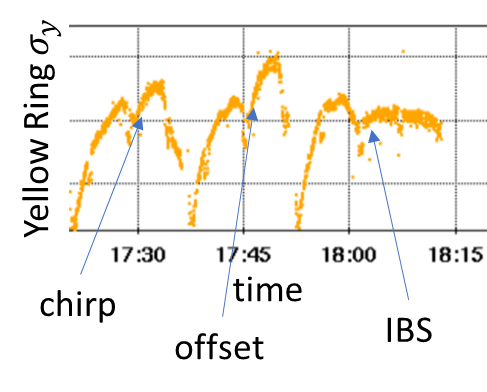 Yellow Ring σy
17:30 17:45 18:00 18:15
time
chirp
offset
IBS